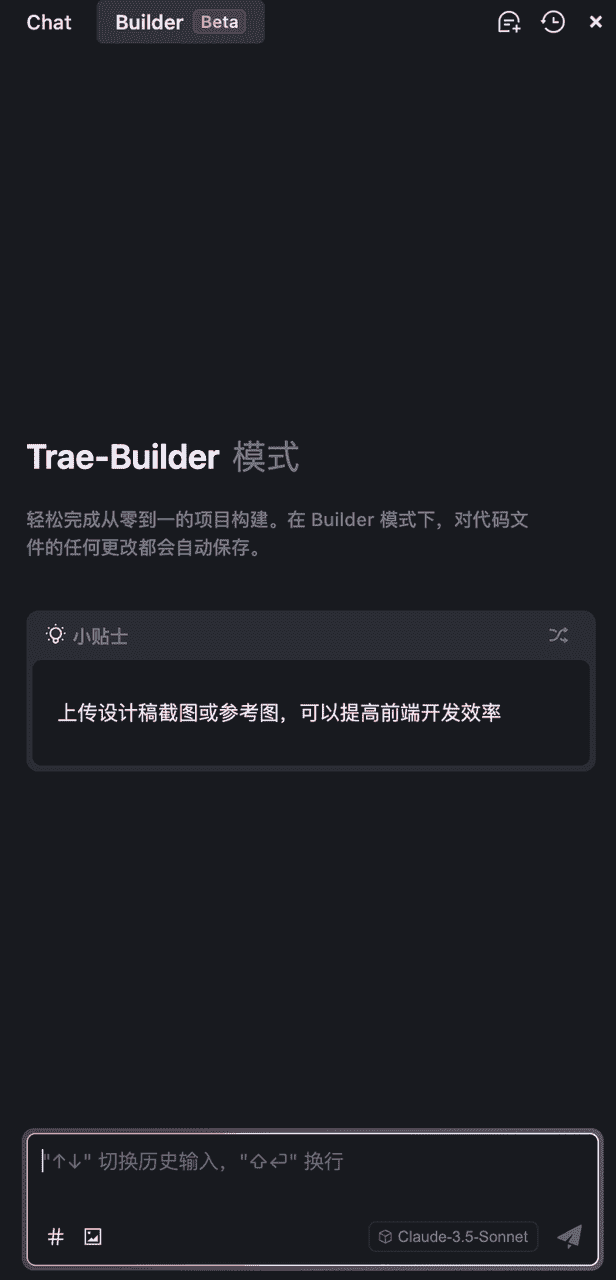 Chat Builder Beta
Trae-Builder 模式
轻松完成从零到一的项目构建。在 Builder 模式下，对代码文
件的任何更改都会自动保存。
小贴士
上传设计稿截图或参考图，可以提高前端开发效率
"↑↓" 切换历史输入，"⇧⏎" 换行
Claude-3.5-Sonnet